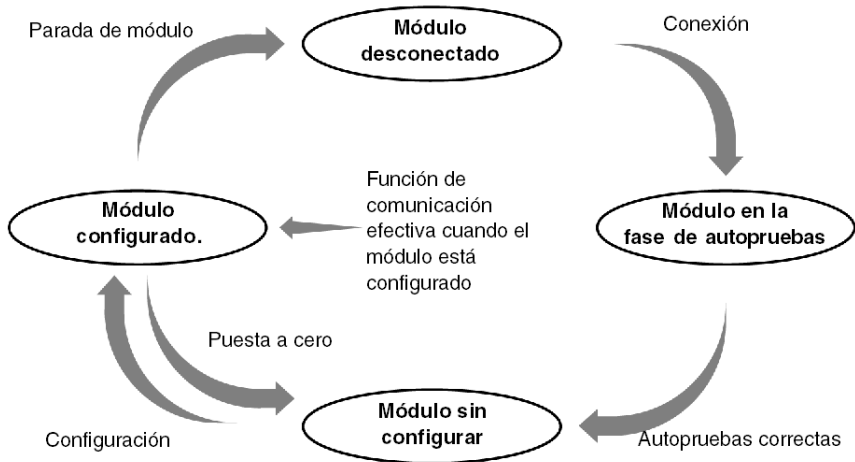 Parada de módulo
Módulo
desconectado
Conexión
Módulo
configurado.
Función de
comunicación
efectiva cuando el
módulo está
configurado
Módulo en la
fase de autopruebas
Puesta a cero
Módulo sin
configurar
Configuración
Autopruebas correctas